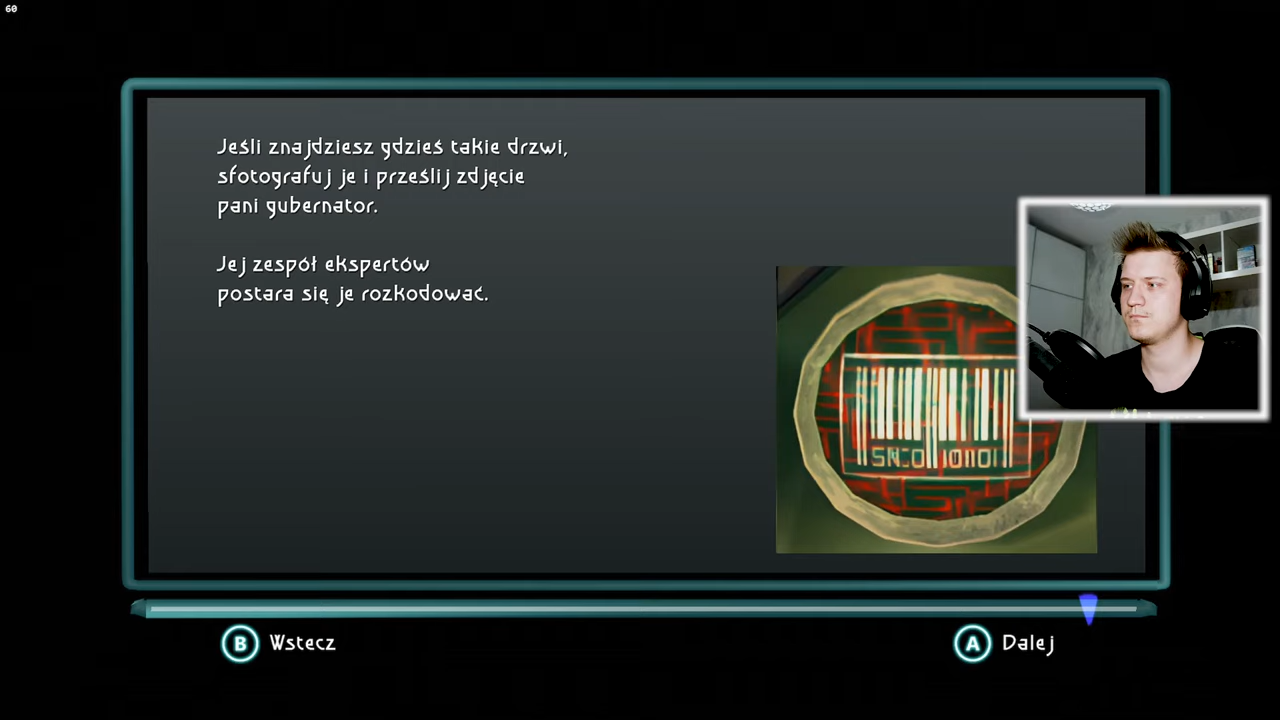 60
Jeśli znajdziesz gdzieś takie drzwi,
sfotografuj je i prześlij zdjęcie
pani gubernator.
Jej zespół ekspertów
postara się je rozkodować.
B Wstecz
A Dalej